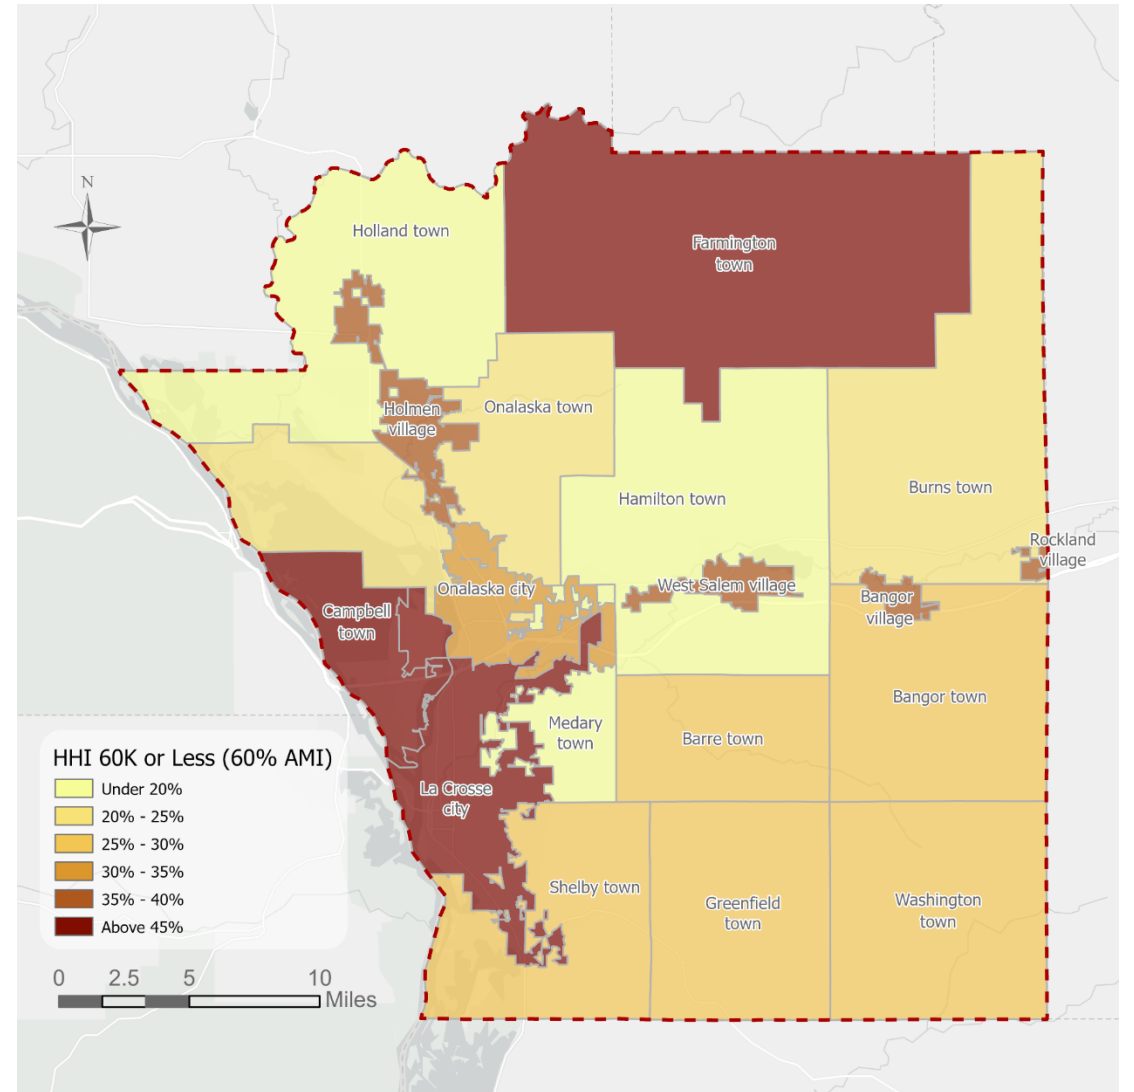 N
Holland town
Farmington
town
Holmen
village
Onalaska town
Hamilton town
Burns town
Rockland
village
Onalaska city
West Salem village
Bangor
village
Campbell
town
Bangor town
Medary
town
Barre town
La Crosse
city
Shelby town
Greenfield
town
Washington
town
HHI 60K or Less (60% AMI)
Under 20%
20% - 25%
25% - 30%
30% - 35%
35% - 40%
Above 45%
0 2.5 5 10
Miles